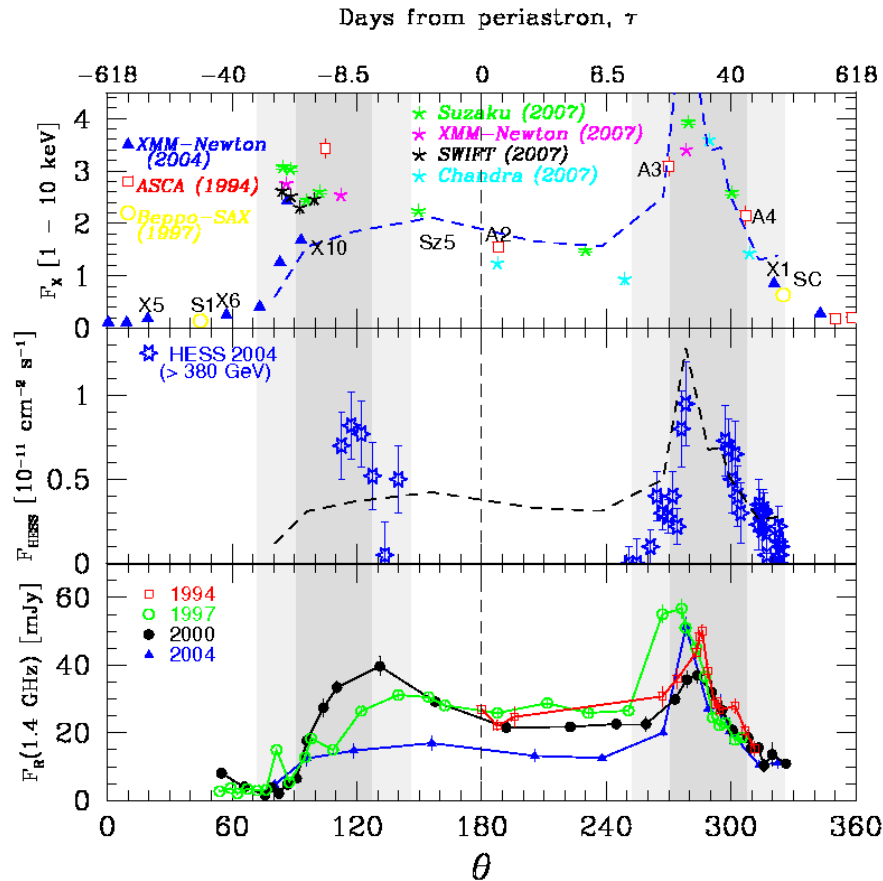 Days from periastron, τ
−618 −40 −8.5 0 8.5 40 618
4
3
2
1
0
F_X [1 − 10 keV]
XMM−Newton
(2004)
ASCA (1994)
Beppo−SAX
(1997)
Suzaku (2007)
XMM−Newton (2007)
SWIFT (2007)
Chandra (2007)
X5
S1
X6
X10
Sz5
A2
A3
A4
X1
SC
1
0.5
0
F_HESS [10⁻¹¹ cm⁻² s⁻¹]
HESS 2004
(> 380 GeV)
60
40
20
0
F_R(1.4 GHz) [mJy]
1994
1997
2000
2004
0 60 120 180 240 300 360
θ